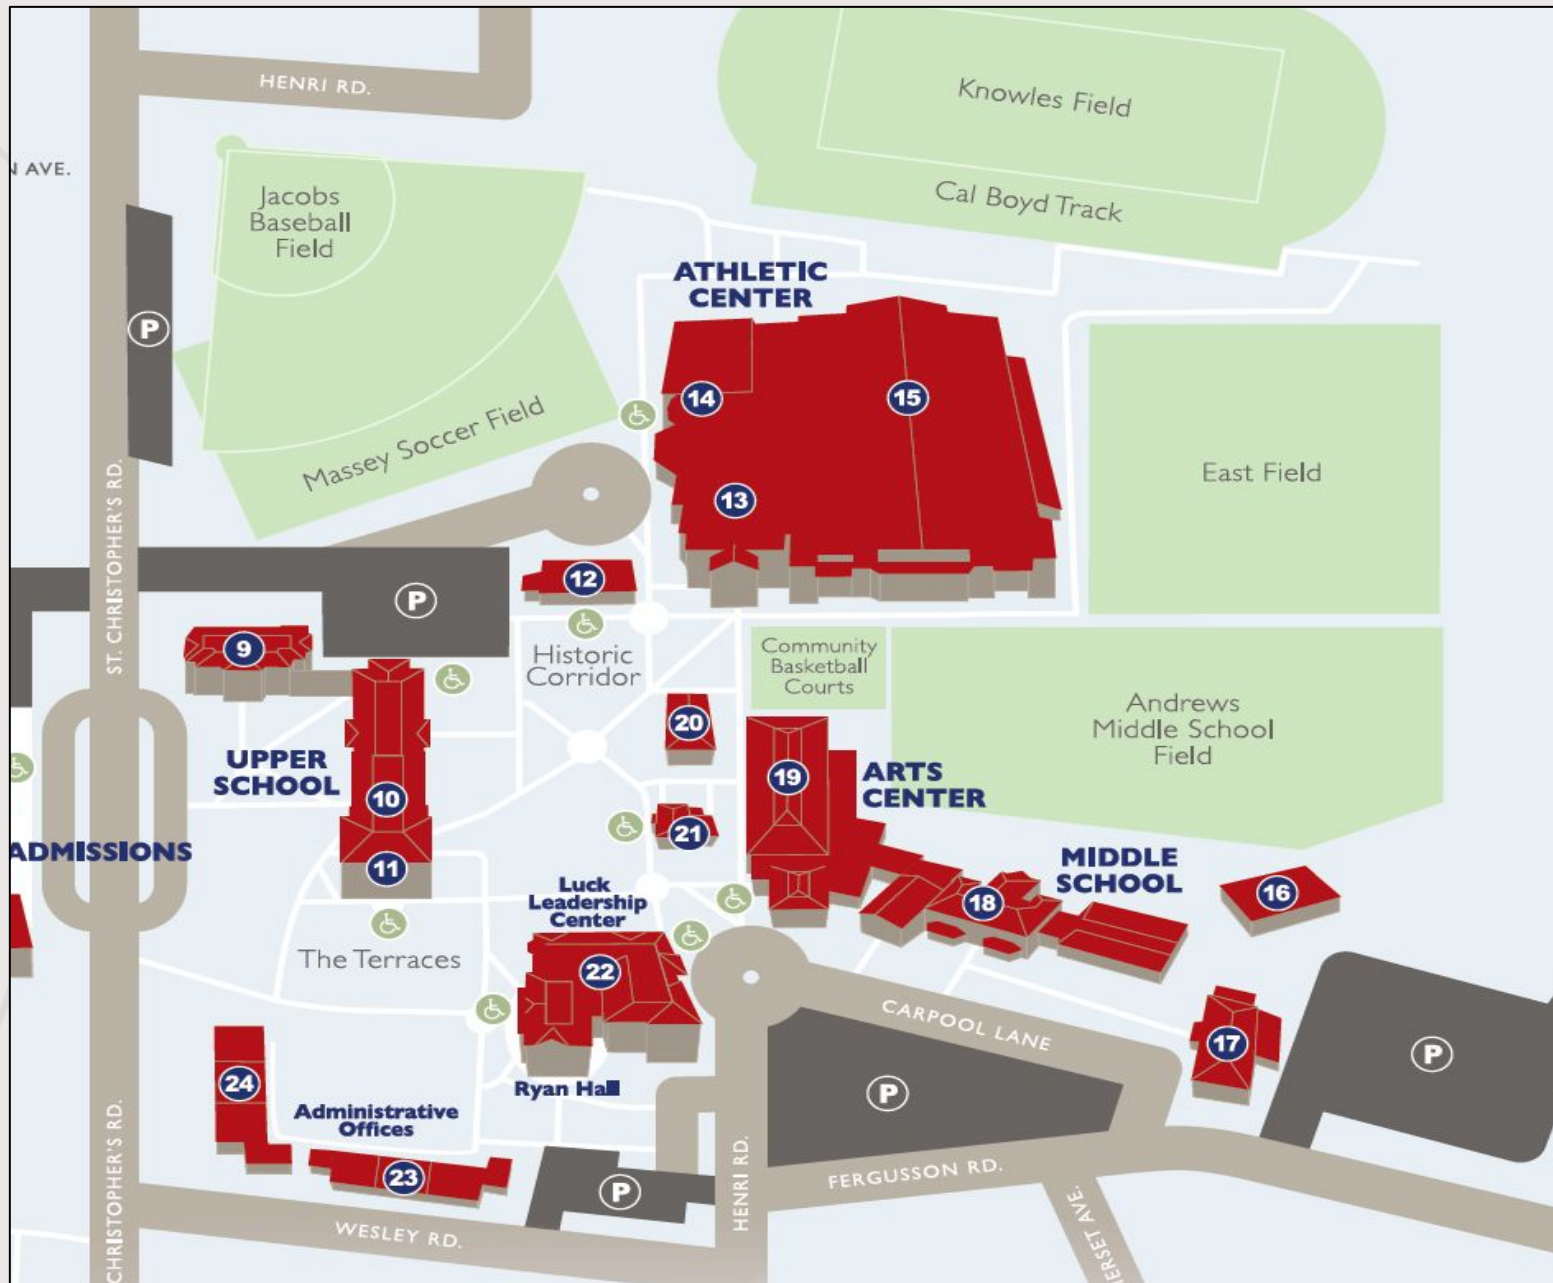 HENRI RD.
N AVE.
Knowles Field
Cal Boyd Track
Jacobs
Baseball
Field
ATHLETIC
CENTER
P
Massey Soccer Field
14
15
13
East Field
ST. CHRISTOPHER'S RD.
12
P
9
Historic
Corridor
Community
Basketball
Courts
20
Andrews
Middle School
Field
UPPER
SCHOOL
10
19
ARTS
CENTER
21
ADMISSIONS
11
MIDDLE
SCHOOL
Luck
Leadership
Center
18
16
The Terraces
22
CARPOOL LANE
17
P
24
Ryan Hall
P
Administrative
Offices
23
P
HENRI RD.
FERGUSSON RD.
WESLEY RD.
CHRISTOPHER'S RD.
ERSET AVE.